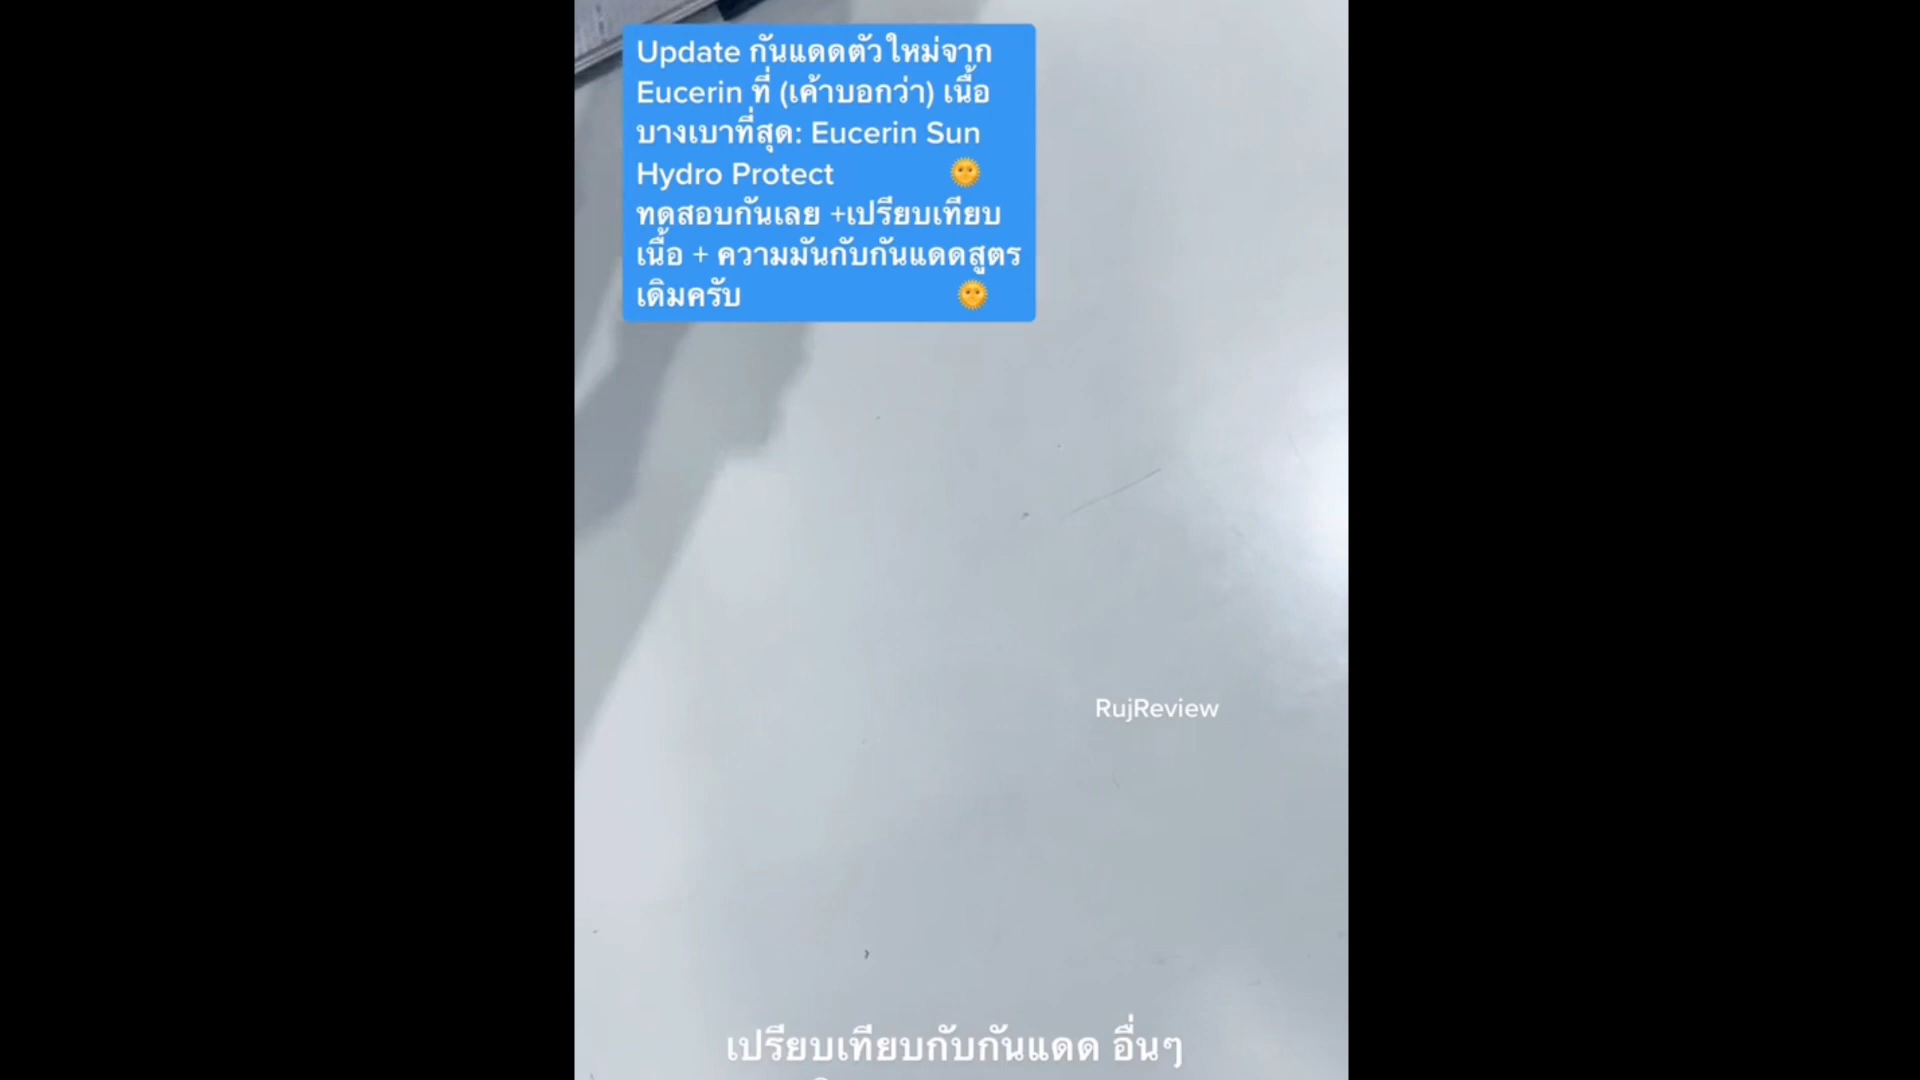 Update กันแดดตัวใหม่จาก
Eucerin ที่ (เค้าบอกว่า) เนื้อ
บางเบาที่สุด: Eucerin Sun
Hydro Protect 🌞
ทดสอบกันเลย +เปรียบเทียบ
เนื้อ + ความมันกับกันแดดสูตร
เดิมครับ 🌞
RujReview
เปรียบเทียบกับกันแดด อื่นๆ